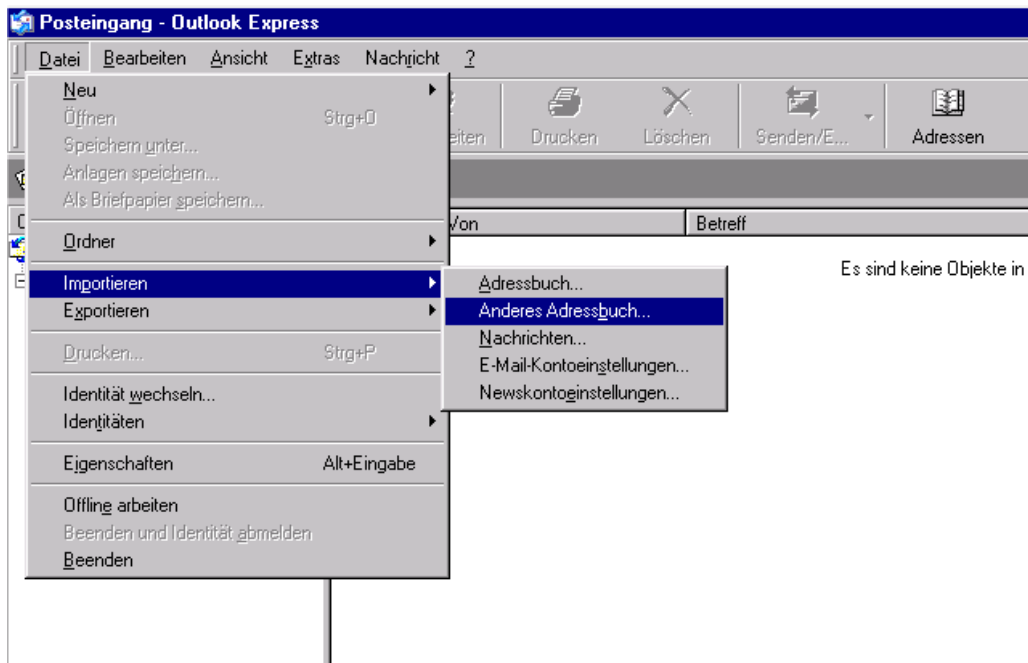 Posteingang - Outlook Express
Datei Bearbeiten Ansicht Extras Nachricht ?
Drucken Löschen Senden/E... Adressen
Von Betreff
Es sind keine Objekte in
Neu
Öffnen Strg+O
Speichern unter...
Anlagen speichern...
Als Briefpapier speichern...
Ordner
Importieren
Exportieren
Drucken... Strg+P
Identität wechseln...
Identitäten
Eigenschaften Alt+Eingabe
Offline arbeiten
Beenden und Identität abmelden
Beenden
Adressbuch...
Anderes Adressbuch...
Nachrichten...
E-Mail-Kontoeinstellungen...
Newskontoeinstellungen...